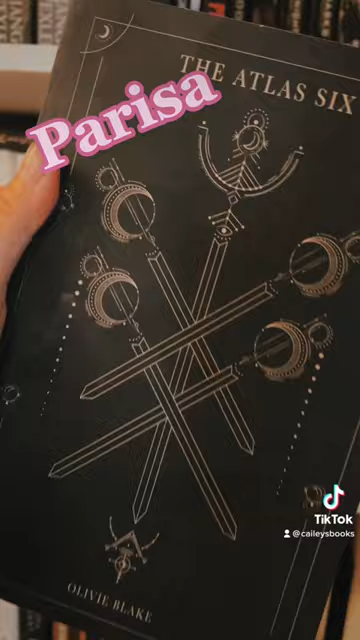 THE ATLAS SIX
Parisa
TikTok
@caileysbooks
OLIVIE BLAKE